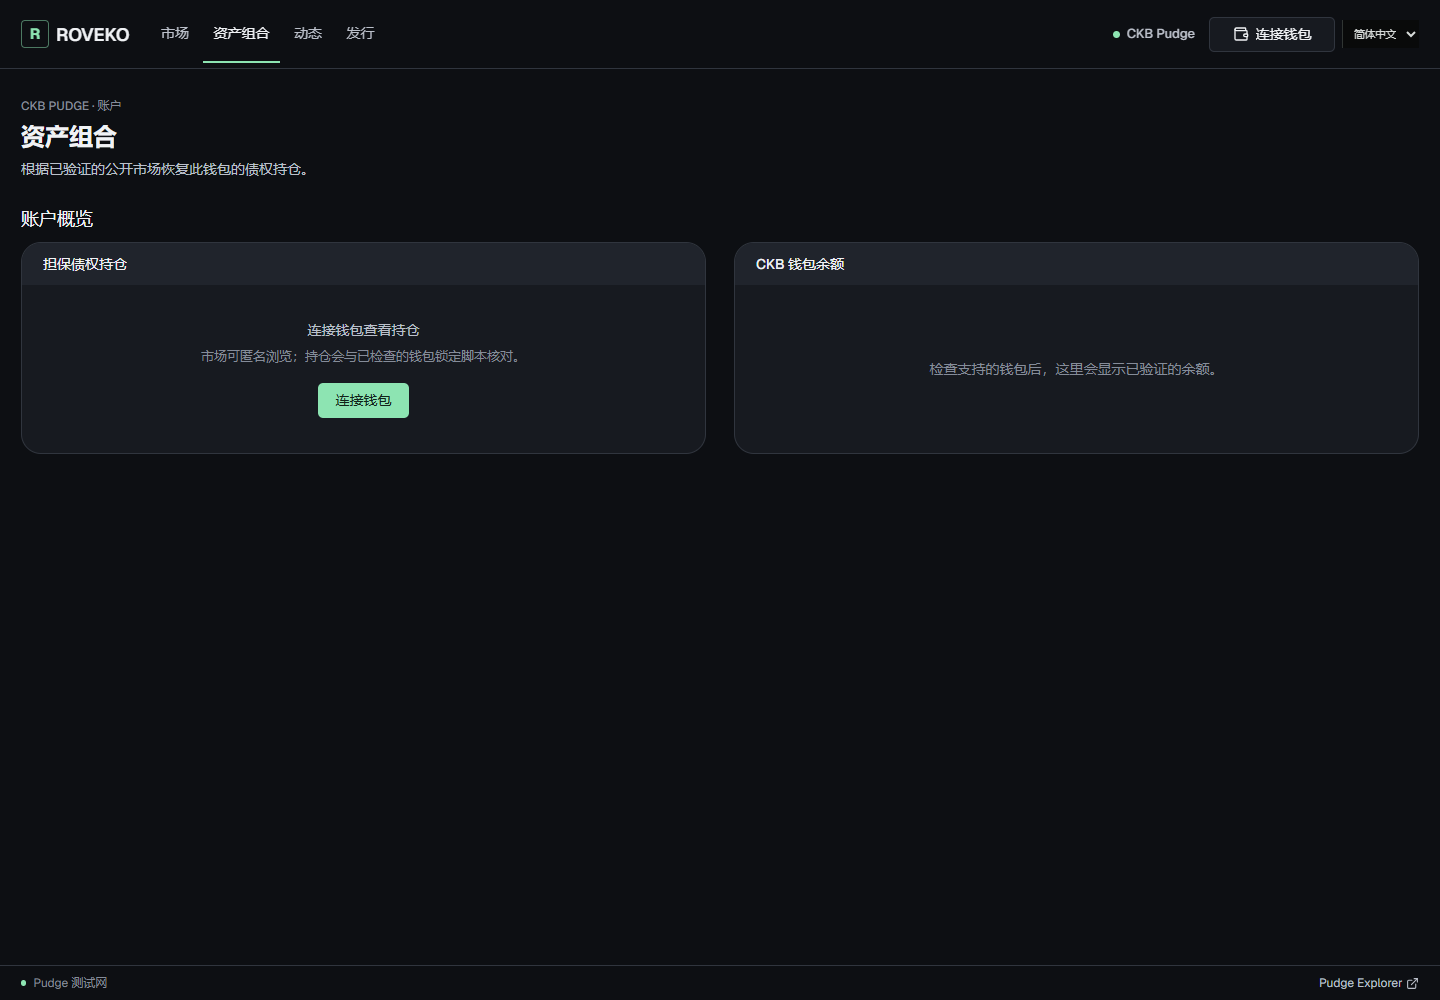 R ROVEKO 市场 资产组合 动态 发行 CKB Pudge 连接钱包 简体中文
CKB PUDGE · 账户
资产组合
根据已验证的公开市场恢复此钱包的债权持仓。
账户概览
担保债权持仓
连接钱包查看持仓
市场可匿名浏览；持仓会与已检查的钱包锁定脚本核对。
连接钱包
CKB 钱包余额
检查支持的钱包后，这里会显示已验证的余额。
Pudge 测试网
Pudge Explorer